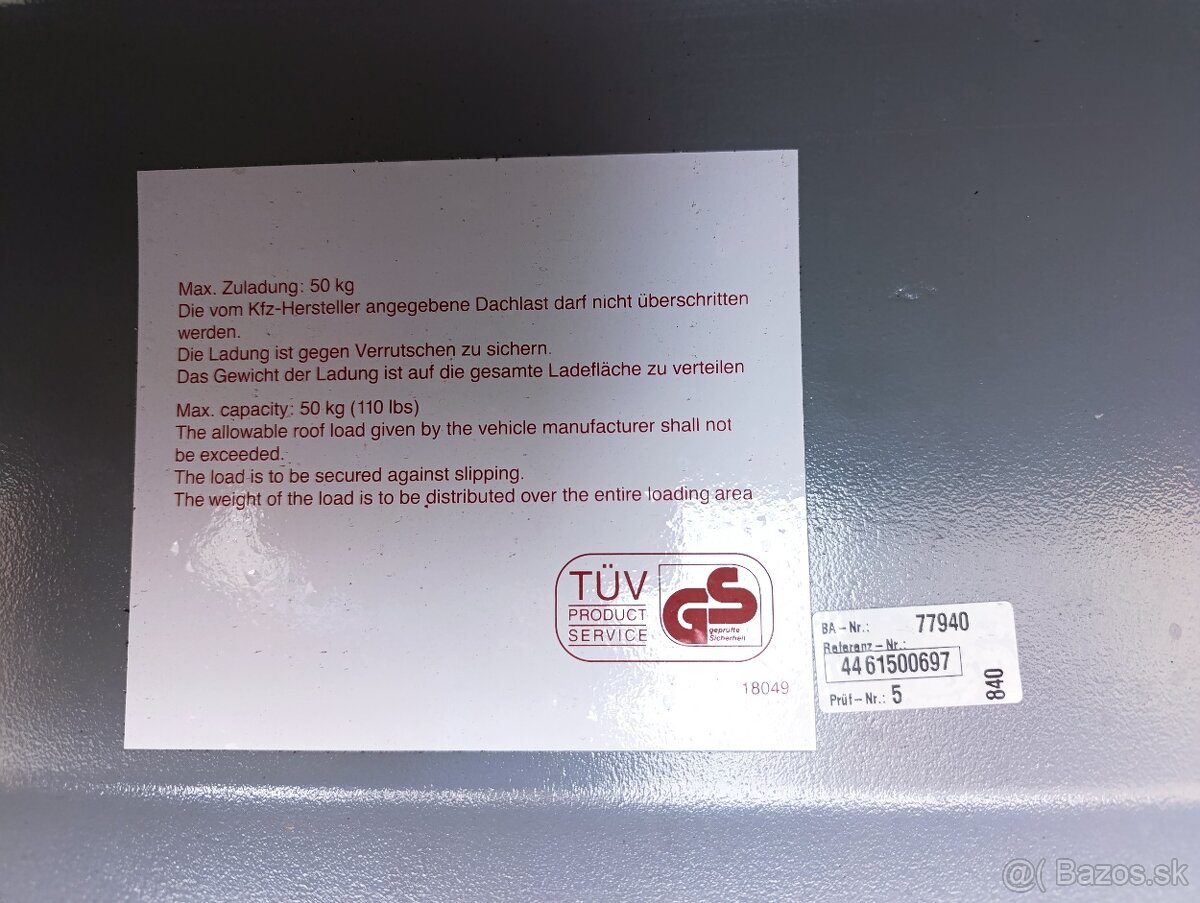 Max. Zuladung: 50 kg
Die vom Kfz-Hersteller angegebene Dachlast darf nicht überschritten
werden.
Die Ladung ist gegen Verrutschen zu sichern.
Das Gewicht der Ladung ist auf die gesamte Ladefläche zu verteilen
Max. capacity: 50 kg (110 lbs)
The allowable roof load given by the vehicle manufacturer shall not
be exceeded.
The load is to be secured against slipping.
The weight of the load is to be distributed over the entire loading area
TÜV
PRODUCT
SERVICE
GS
geprüfte
Sicherheit
18049
BA-Nr.: 77940
Referenz-Nr.:
44 61500697
Prüf-Nr.: 5
840
@( Bazos.sk